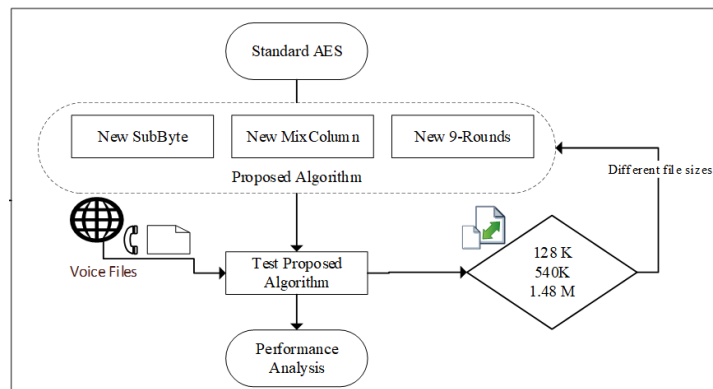 Standard AES
New SubByte
New MixColumn
New 9-Rounds
Proposed Algorithm
Different file sizes
Voice Files
Test Proposed
Algorithm
128 K
540K
1.48 M
Performance
Analysis